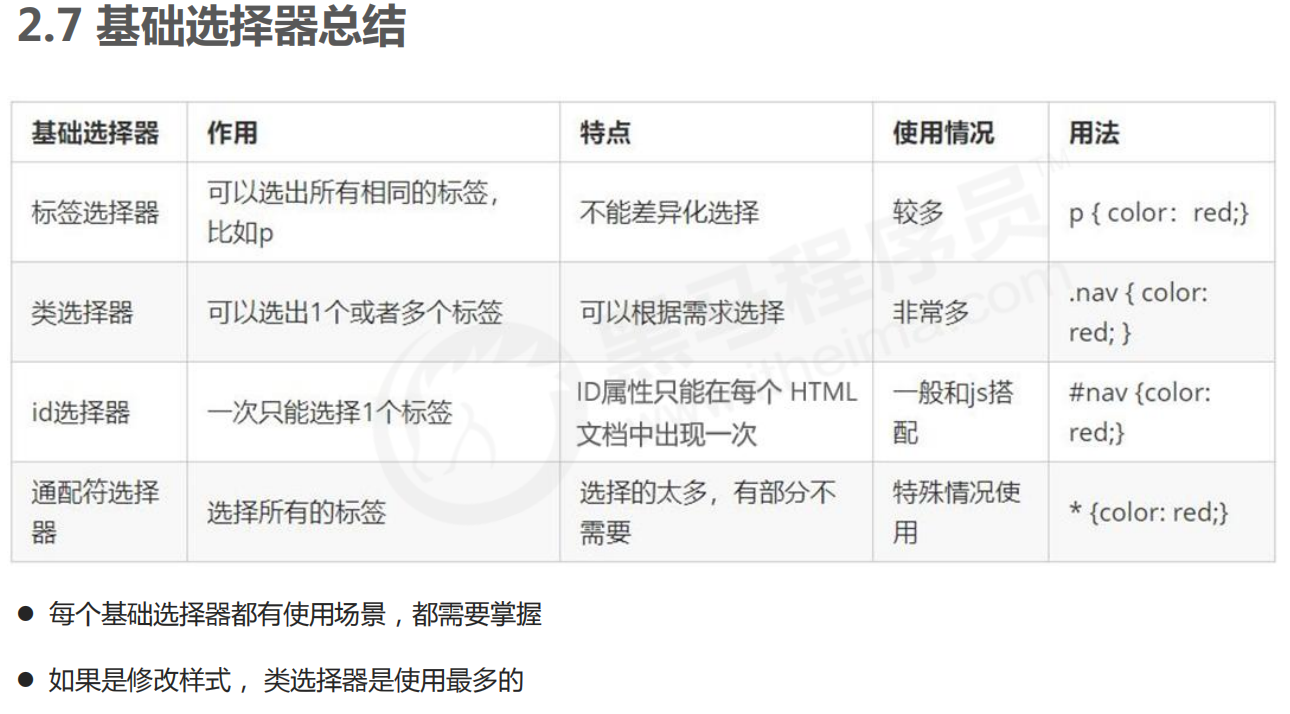 2.7 基础选择器总结
基础选择器 作用 特点 使用情况 用法
标签选择器 可以选出所有相同的标签，
比如p 不能差异化选择 较多 p { color：red;}
类选择器 可以选出1个或者多个标签 可以根据需求选择 非常多 .nav { color:
red; }
id选择器 一次只能选择1个标签 ID属性只能在每个 HTML
文档中出现一次 一般和js搭
配 #nav {color:
red;}
通配符选择
器 选择所有的标签 选择的太多，有部分不
需要 特殊情况使
用 * {color: red;}
● 每个基础选择器都有使用场景，都需要掌握
● 如果是修改样式， 类选择器是使用最多的
黑马程序员TM
www.itheima.com